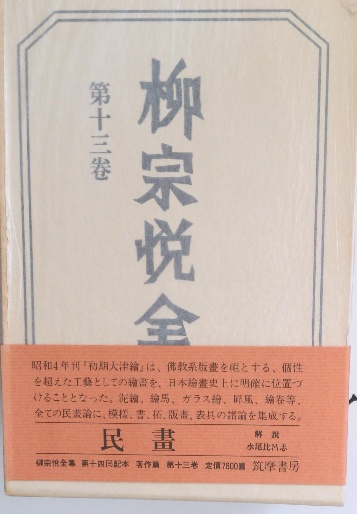 柳宗悦全
第十三巻
昭和4年刊『初期大津繪』は、佛教系版畫を祖とする、個性
を超えた工藝としての繪畫を、日本繪畫史上に明確に位置づ
けることとなった。泥繪、繪馬、ガラス繪、屛風、繪卷等、
全ての民畫論に、模樣、書、拓、版畫、表具の諸論を集成する。
民畫
解説
水尾比呂志
柳宗悦全集 第十四回配本 著作篇 第十三巻 定価7800圓 筑摩書房